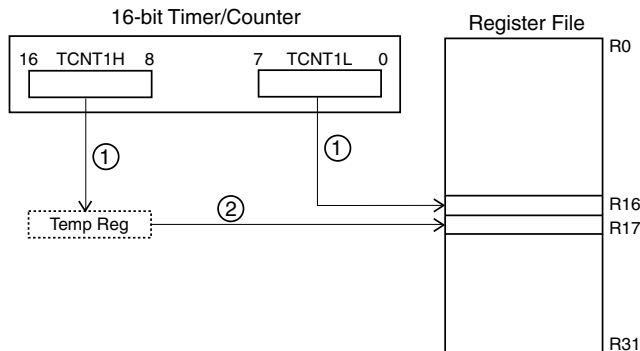 16-bit Timer/Counter
Register File
R0
16 TCNT1H 8
7 TCNT1L 0
1
1
R16
Temp Reg
2
R17
R31